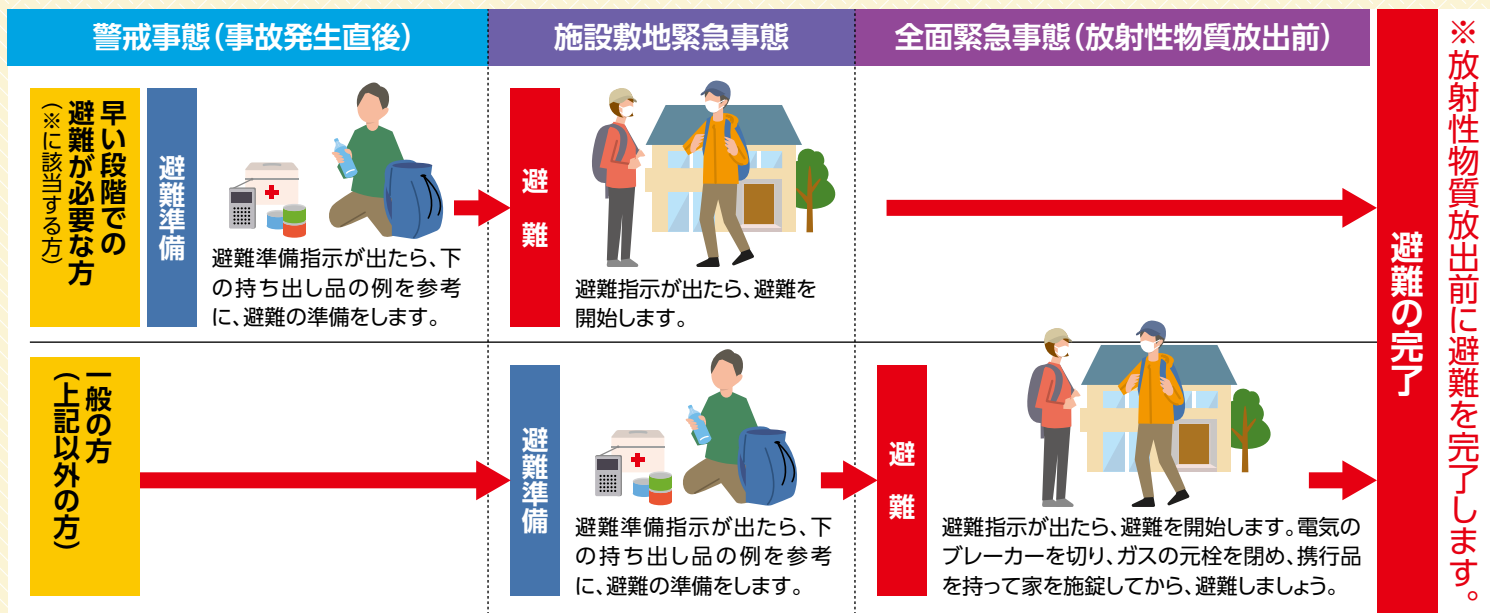 警戒事態（事故発生直後）
施設敷地緊急事態
全面緊急事態（放射性物質放出前）
早い段階での
避難が必要な方
（※に該当する方）
避難準備
避難準備指示が出たら、下
の持ち出し品の例を参考
に、避難の準備をします。
避難
避難指示が出たら、避難を
開始します。
一般の方
（上記以外の方）
避難準備
避難準備指示が出たら、下
の持ち出し品の例を参考
に、避難の準備をします。
避難
避難指示が出たら、避難を開始します。電気の
ブレーカーを切り、ガスの元栓を閉め、携行品
を持って家を施錠してから、避難しましょう。
避難の完了
※放射性物質放出前に避難を完了します。